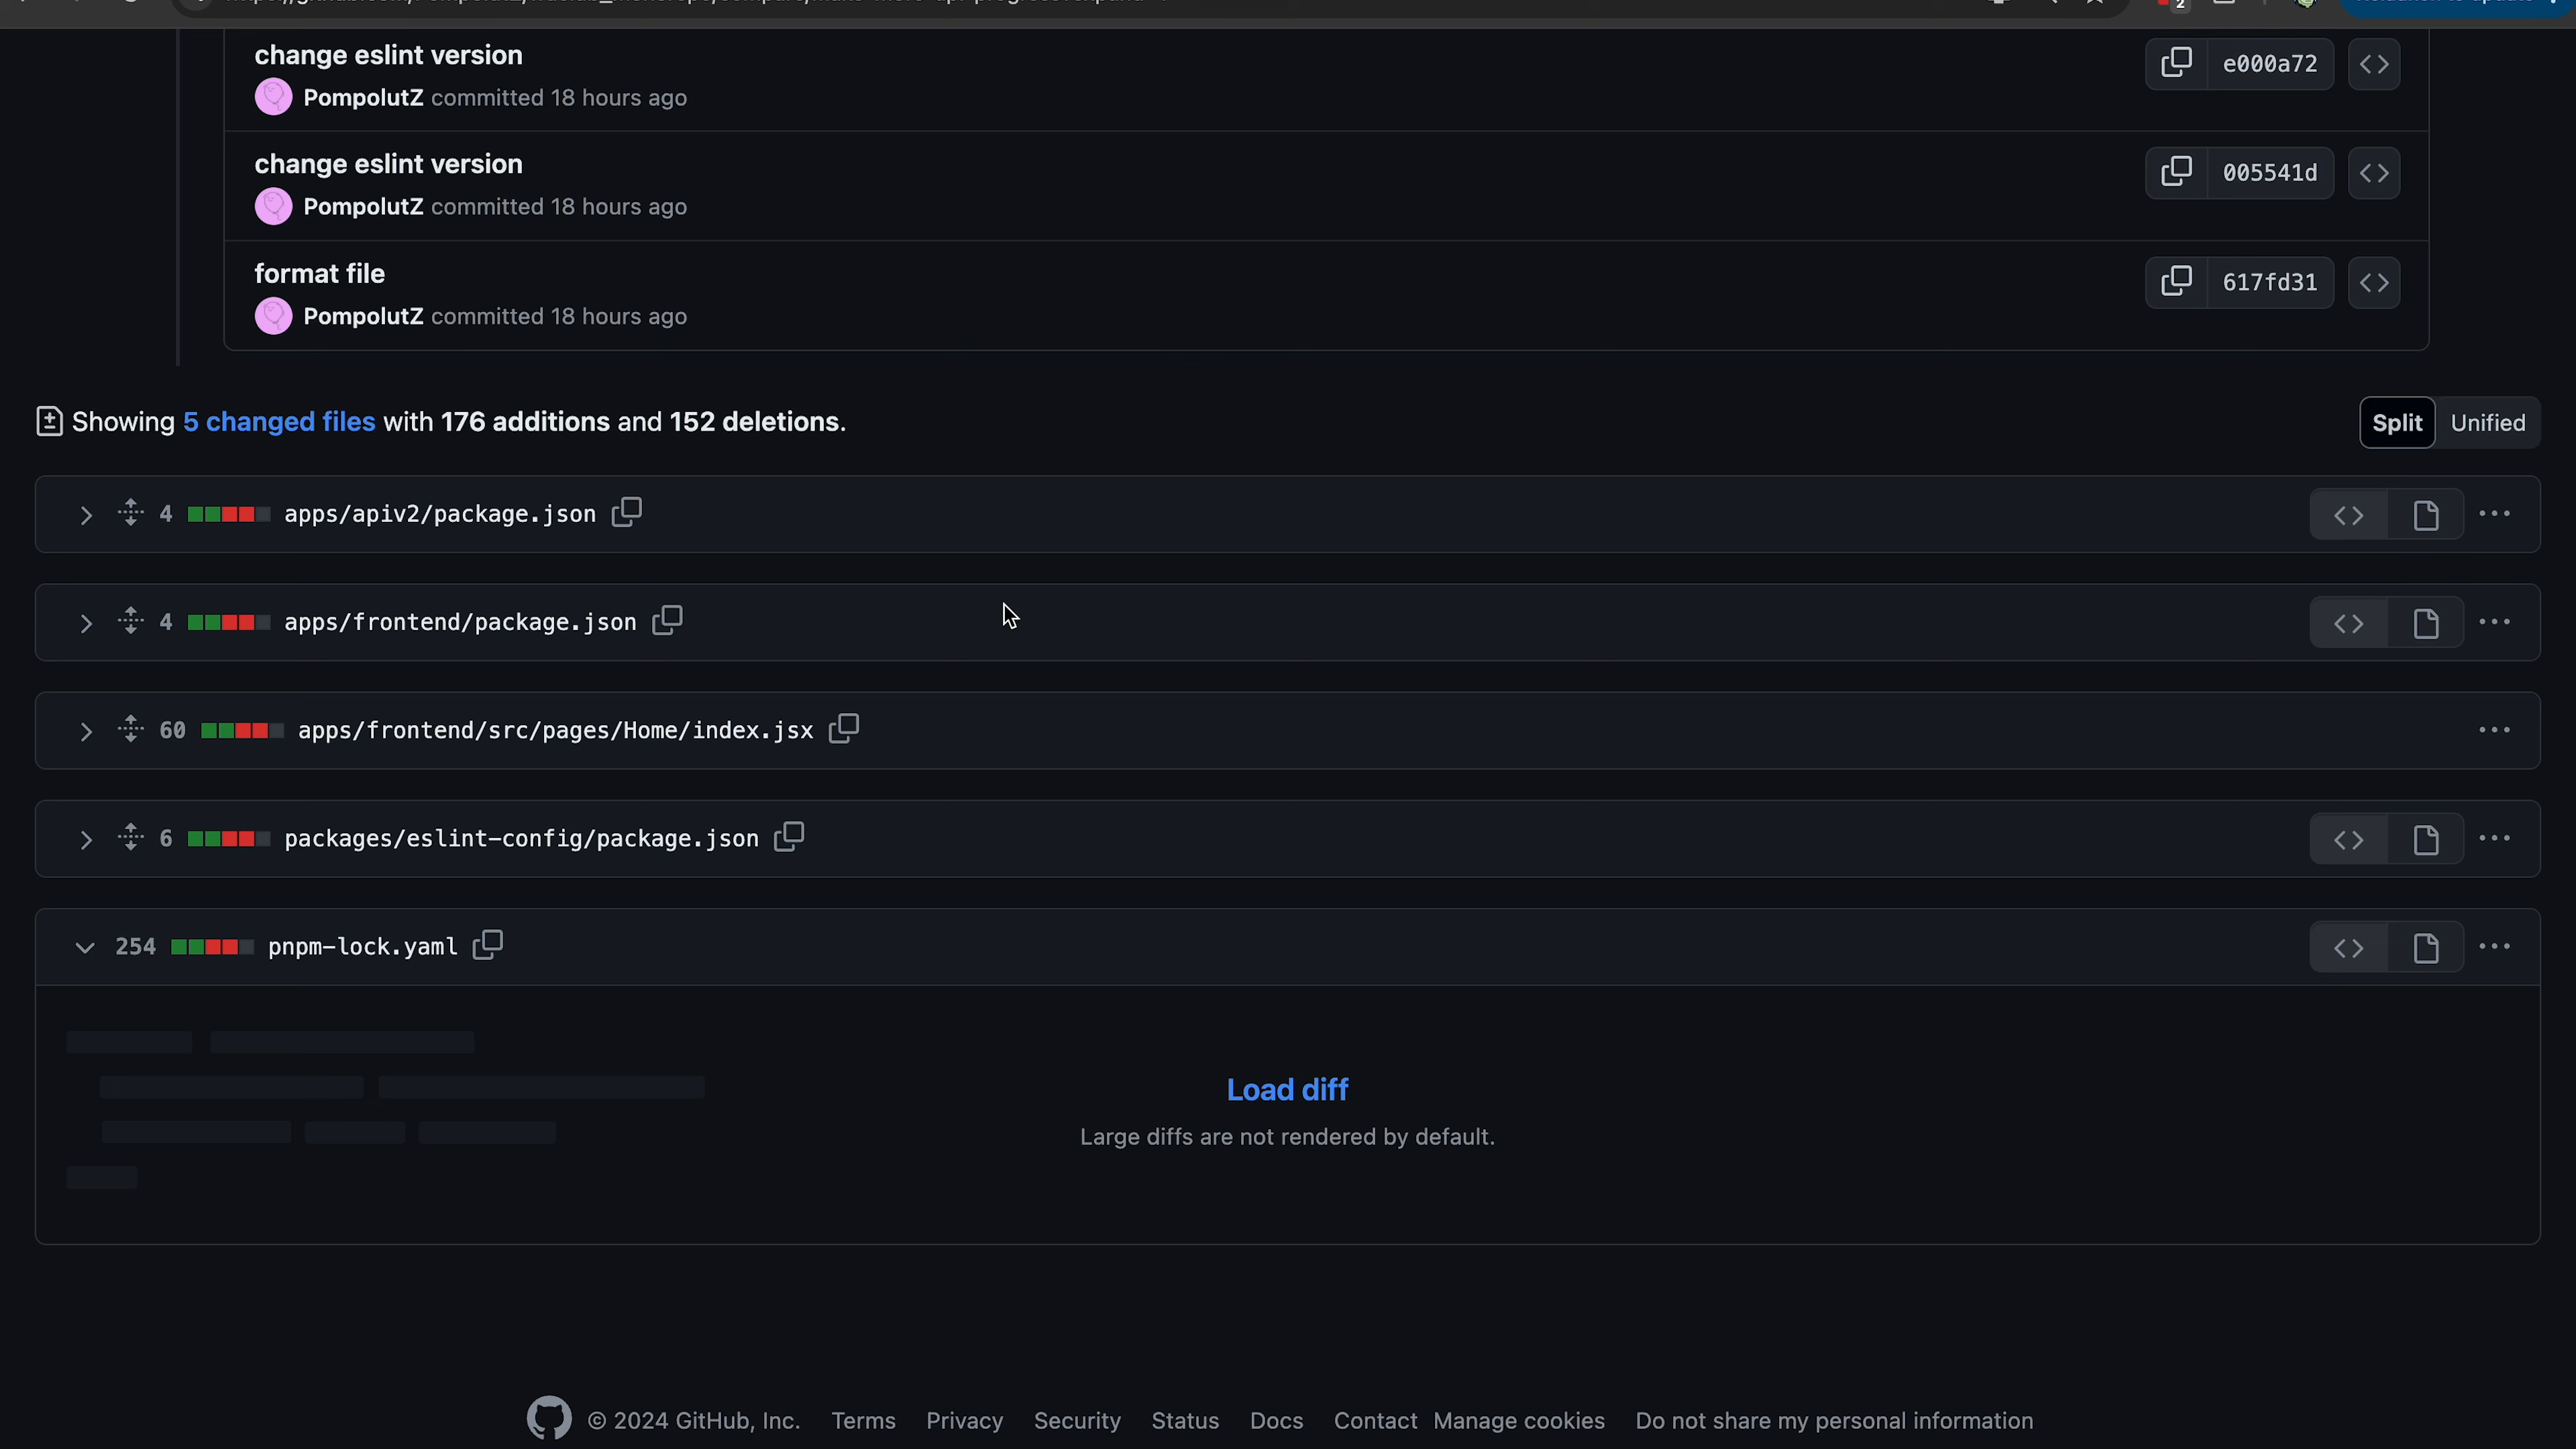 2
change eslint version
e000a72
PompolutZ committed 18 hours ago
change eslint version
005541d
PompolutZ committed 18 hours ago
format file
617fd31
PompolutZ committed 18 hours ago
Showing 5 changed files with 176 additions and 152 deletions.
Split Unified
4 apps/apiv2/package.json
4 apps/frontend/package.json
60 apps/frontend/src/pages/Home/index.jsx
6 packages/eslint-config/package.json
254 pnpm-lock.yaml
Load diff
Large diffs are not rendered by default.
© 2024 GitHub, Inc. Terms Privacy Security Status Docs Contact Manage cookies Do not share my personal information